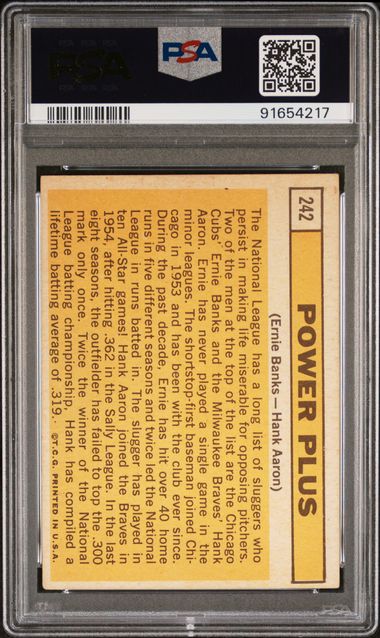 PSA
PSA
91654217
242
POWER PLUS
(Ernie Banks—Hank Aaron)
The National League has a long list of sluggers who
persist in making life miserable for opposing pitchers.
Two of the men at the top of the list are the Chicago
Cubs' Ernie Banks and the Milwaukee Braves' Hank
Aaron. Ernie has never played a single game in the
minor leagues. The shortstop-first baseman joined Chi-
cago in 1953 and has been with the club ever since.
During the past decade, Ernie has hit over 40 home
runs in five different seasons and twice led the National
League in runs batted in. The slugger has played in
ten All-Star games! Hank Aaron joined the Braves in
1954, after hitting .362 in the Sally League. In the last
eight seasons, the outfielder has failed to top the .300
mark only once. Twice the winner of the National
League batting championship, Hank has compiled a
lifetime batting average of .319.
©T.C.G. PRINTED IN U.S.A.